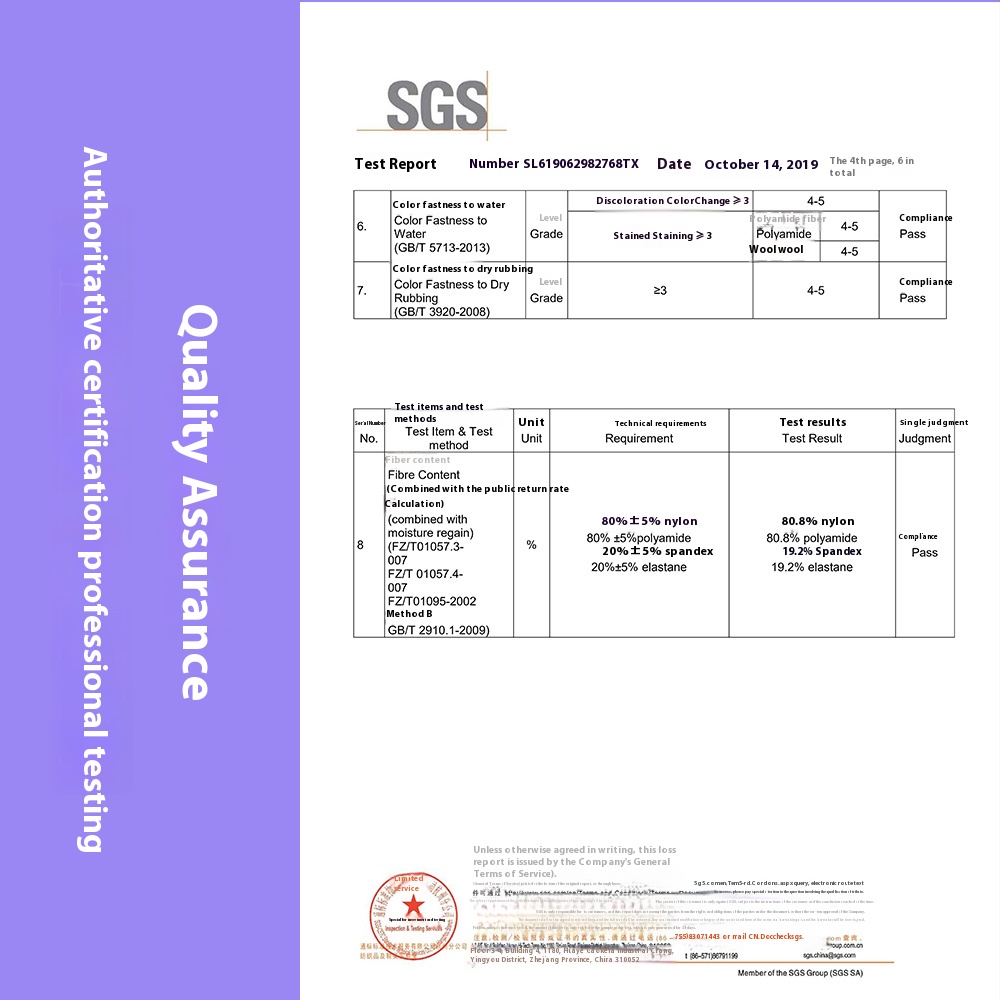 Authoritative certification professional testing
Quality Assurance
SGS
Test Report Number SL619062982768TX Date October 14, 2019 The 4th page, 6 in
total
6.
Color fastness to water
Color Fastness to
Water
(GB/T 5713-2013)
Level
Grade
Discoloration ColorChange ≥ 3
4-5
Stained Staining ≥ 3
Polyamide fiber
Polyamide
4-5
Wool wool
4-5
Compliance
Pass
7.
Color fastness to dry rubbing
Color Fastness to Dry
Rubbing
(GB/T 3920-2008)
Level
Grade
≥3
4-5
Compliance
Pass
Serial Number
No.
Test items and test
methods
Test Item & Test
method
Unit
Unit
Technical requirements
Requirement
Test results
Test Result
Single judgment
Judgment
8
Fiber content
Fibre Content
(Combined with the public return rate
Calculation)
(combined with
moisture regain)
(FZ/T01057.3-
007
FZ/T 01057.4-
007
FZ/T01095-2002
Method B
GB/T 2910.1-2009)
%
80%±5% nylon
80% ±5%polyamide
20%±5% spandex
20%±5% elastane
80.8% nylon
80.8% polyamide
19.2% Spandex
19.2% elastane
Compliance
Pass
Unless otherwise agreed in writing, this loss
report is issued by the Company's General
Terms of Service).
Limited
service
Inspection & Testing Services
755)83071443 or mail CN.Docchecksgs.
Floor 3-4, Building 4, 1180,
Yingyou District, Zhejiang Province, China 310052
t (86-571)86791199
sgs.china@sgs.com
Member of the SGS Group (SGS SA)